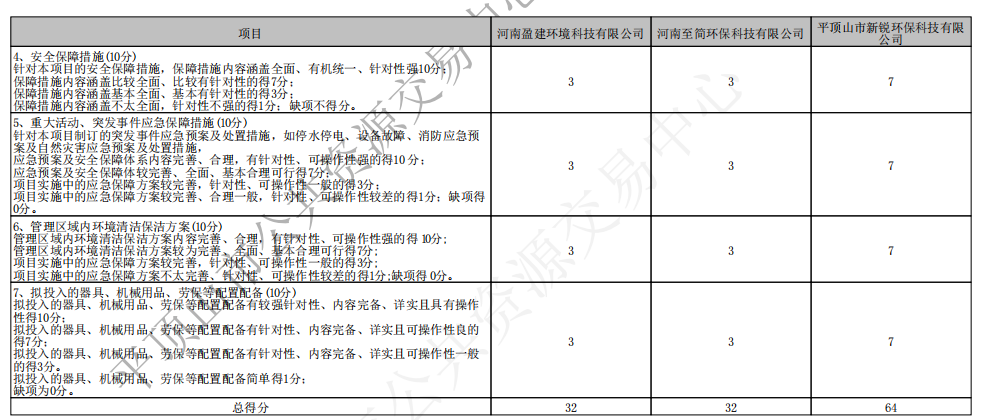 项目 河南盈建环境科技有限公司 河南至简环保科技有限公司 平顶山市新锐环保科技有限公司
4、安全保障措施(10分)
针对本项目的安全保障措施，保障措施内容涵盖全面、有机统一、针对性强10分；
保障措施内容涵盖比较全面、比较有针对性的得7分；
保障措施内容涵盖基本全面、基本有针对性的得3分；
保障措施内容涵盖不太全面，针对性不强的得1分；缺项不得分。
3 3 7
5、重大活动、突发事件应急保障措施(10分)
针对本项目制订的突发事件应急预案及处置措施，如停水停电、设备故障、消防应急预
案及自然灾害应急预案及处置措施，
应急预案及安全保障体系内容完善、合理，有针对性、可操作性强的得10 分；
应急预案及安全保障体较完善、全面、基本合理可行得7分；
项目实施中的应急保障方案较完善，针对性、可操作性一般的得3分；
项目实施中的应急保障方案较完善、合理一般，针对性、可操作性较差的得1分；缺项得
0分。
3 3 7
6、管理区域内环境清洁保洁方案(10分)
管理区域内环境清洁保洁方案内容完善、合理，有针对性、可操作性强的得 10分;
管理区域内环境清洁保洁方案较为完善、全面、基本合理可行得7分;
项目实施中的应急保障方案较完善，针对性、可操作性一般的得3分;
项目实施中的应急保障方案不太完善、针对性、可操作性较差的得1分;缺项得 0分。
3 3 7
7、拟投入的器具、机械用品、劳保等配置配备(10分)
拟投入的器具、机械用品、劳保等配置配备有较强针对性、内容完备、详实且具有操作
性得10分；
拟投入的器具、机械用品、劳保等配置配备有针对性、内容完备、详实且可操作性良的
得7分；
拟投入的器具、机械用品、劳保等配置配备有针对性、内容完备、详实且可操作性一般
的得3分。
拟投入的器具、机械用品、劳保等配置配备简单得1分；
缺项为0分。
3 3 7
总得分 32 32 64
平顶山市公共资源交易中心
公共资源交易中心